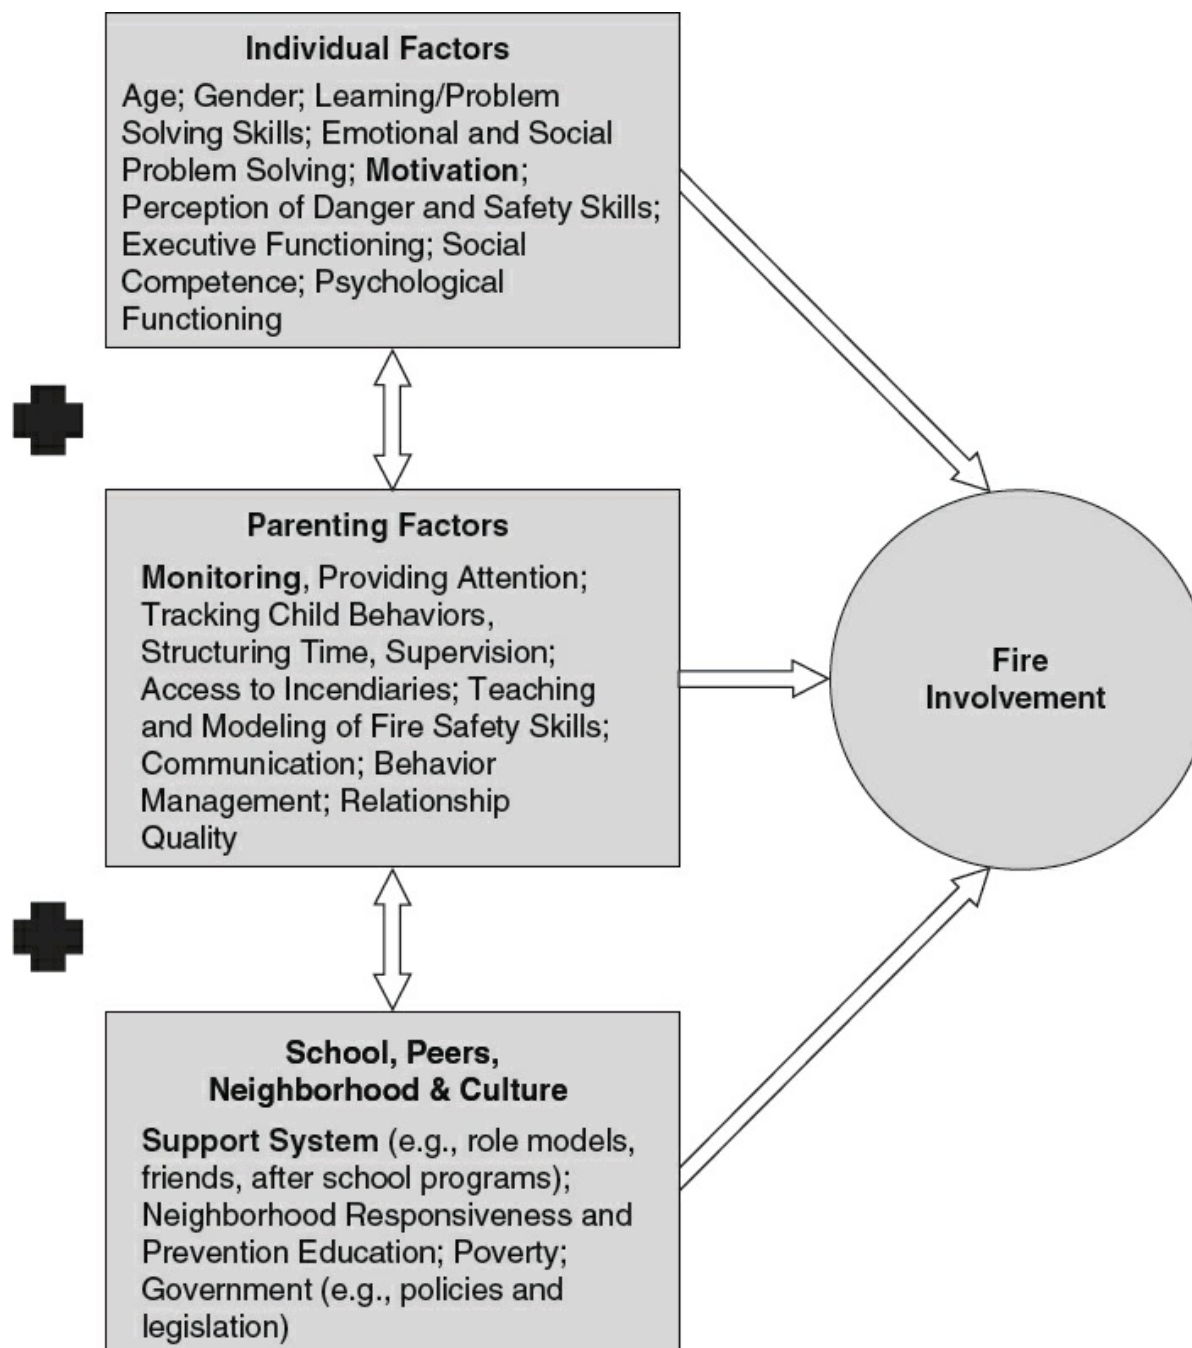 Individual Factors
Age; Gender; Learning/Problem
Solving Skills; Emotional and Social
Problem Solving; Motivation;
Perception of Danger and Safety Skills;
Executive Functioning; Social
Competence; Psychological
Functioning
Parenting Factors
Monitoring, Providing Attention;
Tracking Child Behaviors,
Structuring Time, Supervision;
Access to Incendiaries; Teaching
and Modeling of Fire Safety Skills;
Communication; Behavior
Management; Relationship
Quality
Fire
Involvement
School, Peers,
Neighborhood & Culture
Support System (e.g., role models,
friends, after school programs);
Neighborhood Responsiveness and
Prevention Education; Poverty;
Government (e.g., policies and
legislation)